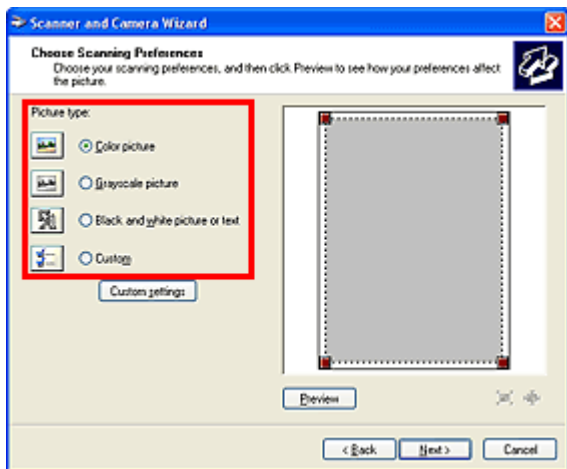 Scanner and Camera Wizard
Choose Scanning Preferences
Choose your scanning preferences, and then click Preview to see how your preferences affect
the picture.
Picture type:
Color picture
Grayscale picture
Black and white picture or text
Custom
Custom settings
Preview
< Back
Next >
Cancel